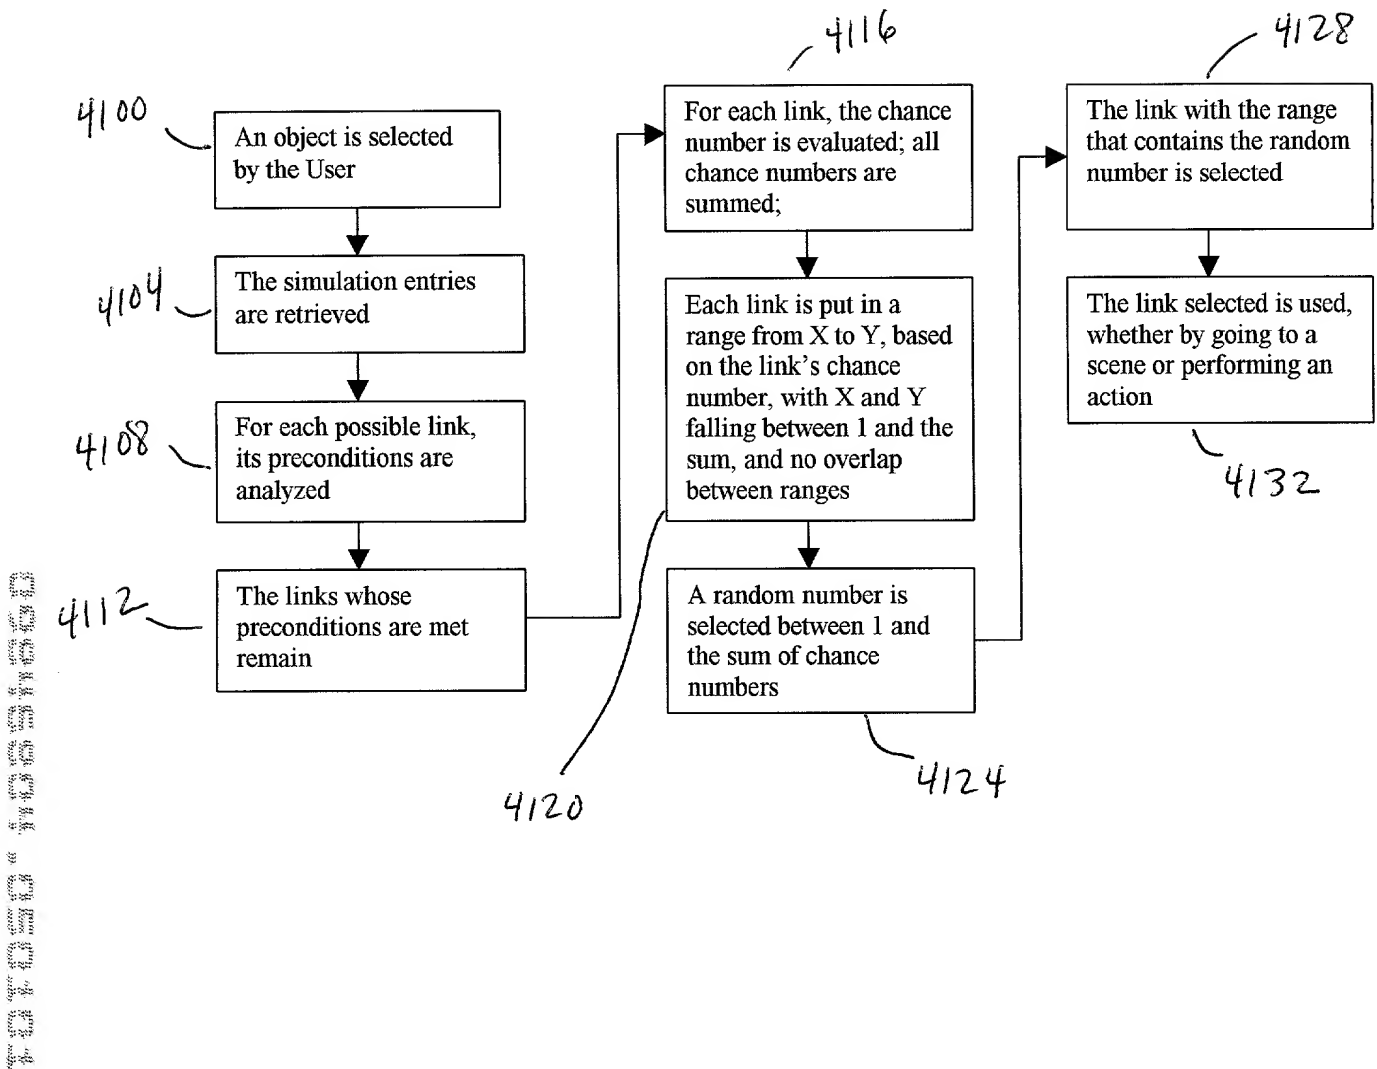 4100
An object is selected
by the User
4104
The simulation entries
are retrieved
4108
For each possible link,
its preconditions are
analyzed
4112
The links whose
preconditions are met
remain
4116
For each link, the chance
number is evaluated; all
chance numbers are
summed;
Each link is put in a
range from X to Y, based
on the link's chance
number, with X and Y
falling between 1 and the
sum, and no overlap
between ranges
4120
A random number is
selected between 1 and
the sum of chance
numbers
4124
4128
The link with the range
that contains the random
number is selected
The link selected is used,
whether by going to a
scene or performing an
action
4132